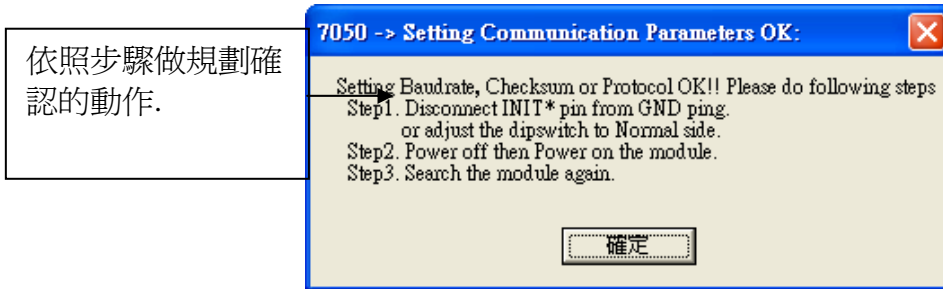 依照步驟做規劃確
認的動作.
7050 -> Setting Communication Parameters OK:
Setting Baudrate, Checksum or Protocol OK!! Please do following steps
Step1. Disconnect INIT* pin from GND ping.
or adjust the dipswitch to Normal side.
Step2. Power off then Power on the module.
Step3. Search the module again.
確定